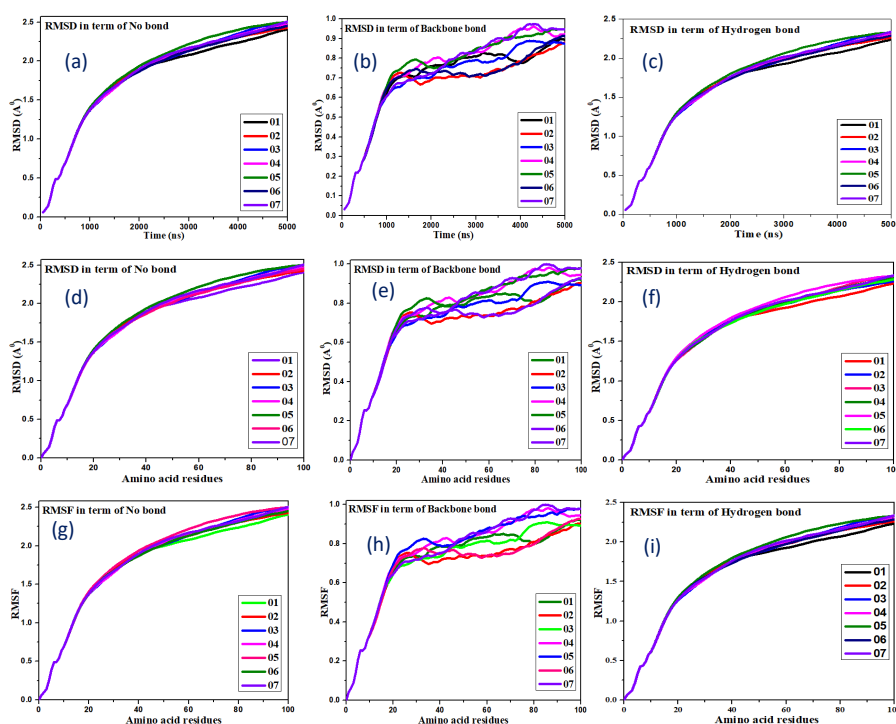 RMSD in term of No bond
(a)
RMSD (A⁰)
2.5
2.0
1.5
1.0
0.5
0.0
0 1000 2000 3000 4000 5000
Time (ns)
01
02
03
04
05
06
07
RMSD in term of Backbone bond
(b)
RMSD (A⁰)
1.0
0.9
0.8
0.7
0.6
0.5
0.4
0.3
0.2
0.1
0.0
0 1000 2000 3000 4000 5000
Time (ns)
01
02
03
04
05
06
07
RMSD in term of Hydrogen bond
(c)
RMSD (A⁰)
2.5
2.0
1.5
1.0
0.5
0.0
0 1000 2000 3000 4000 5000
Time (ns)
01
02
03
04
05
06
07
RMSD in term of No bond
(d)
RMSD (A⁰)
2.5
2.0
1.5
1.0
0.5
0.0
0 20 40 60 80 100
Amino acid residues
01
02
03
04
05
06
07
RMSD in term of Backbone bond
(e)
RMSD (A⁰)
1.0
0.8
0.6
0.4
0.2
0.0
0 20 40 60 80 100
Amino acid residues
01
02
03
04
05
06
07
RMSD in term of Hydrogen bond
(f)
RMSD (A⁰)
2.5
2.0
1.5
1.0
0.5
0.0
0 20 40 60 80 100
Amino acid residues
01
02
03
04
05
06
07
RMSF in term of No bond
(g)
RMSF
2.5
2.0
1.5
1.0
0.5
0.0
0 20 40 60 80 100
Amino acid residues
01
02
03
04
05
06
07
RMSF in term of Backbone bond
(h)
RMSF
1.0
0.8
0.6
0.4
0.2
0.0
0 20 40 60 80 100
Amino acid residues
01
02
03
04
05
06
07
RMSF in term of Hydrogen bond
(i)
RMSF
2.5
2.0
1.5
1.0
0.5
0.0
0 20 40 60 80 100
Amino acid residues
01
02
03
04
05
06
07